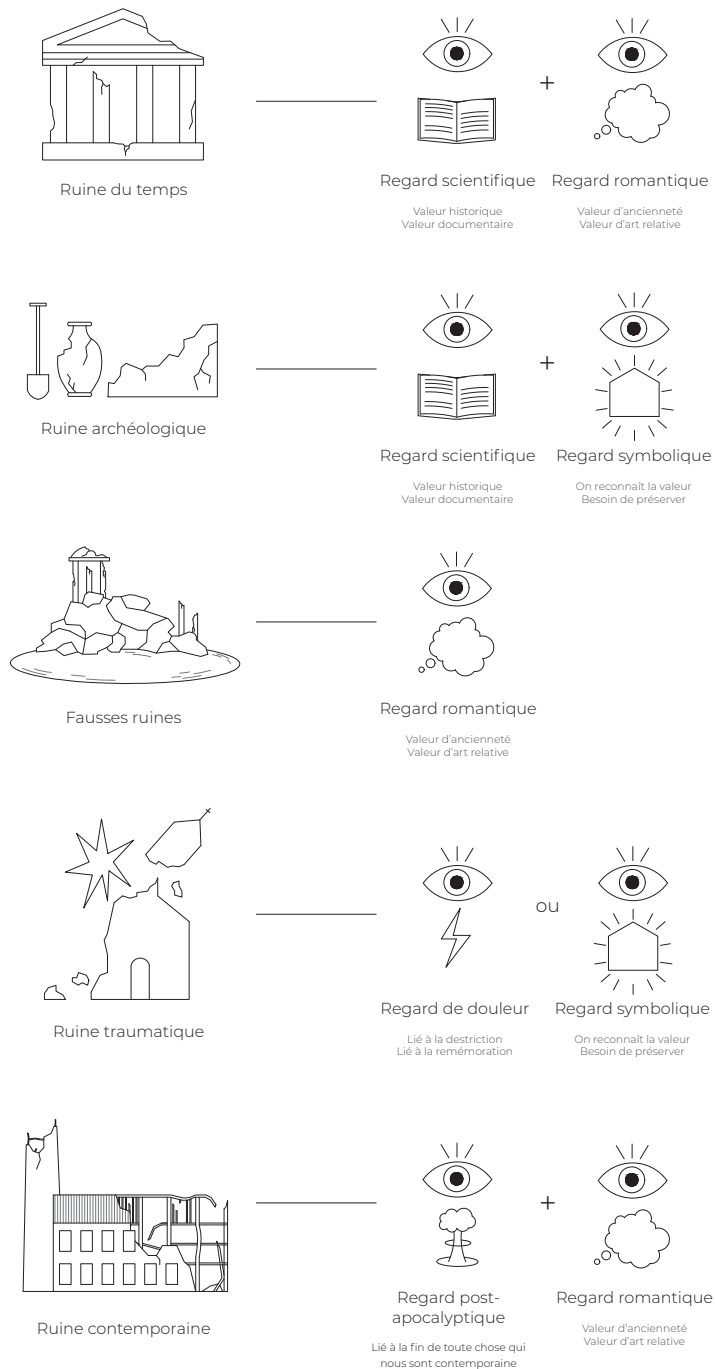 Ruine du temps
+
Regard scientifique
Valeur historique
Valeur documentaire
Regard romantique
Valeur d'ancienneté
Valeur d'art relative
Ruine archéologique
+
Regard scientifique
Valeur historique
Valeur documentaire
Regard symbolique
On reconnaît la valeur
Besoin de préserver
Fausses ruines
Regard romantique
Valeur d'ancienneté
Valeur d'art relative
Ruine traumatique
ou
Regard de douleur
Lié à la destriction
Lié à la remémoration
Regard symbolique
On reconnaît la valeur
Besoin de préserver
Ruine contemporaine
+
Regard post-
apocalyptique
Lié à la fin de toute chose qui
nous sont contemporaine
Regard romantique
Valeur d'ancienneté
Valeur d'art relative